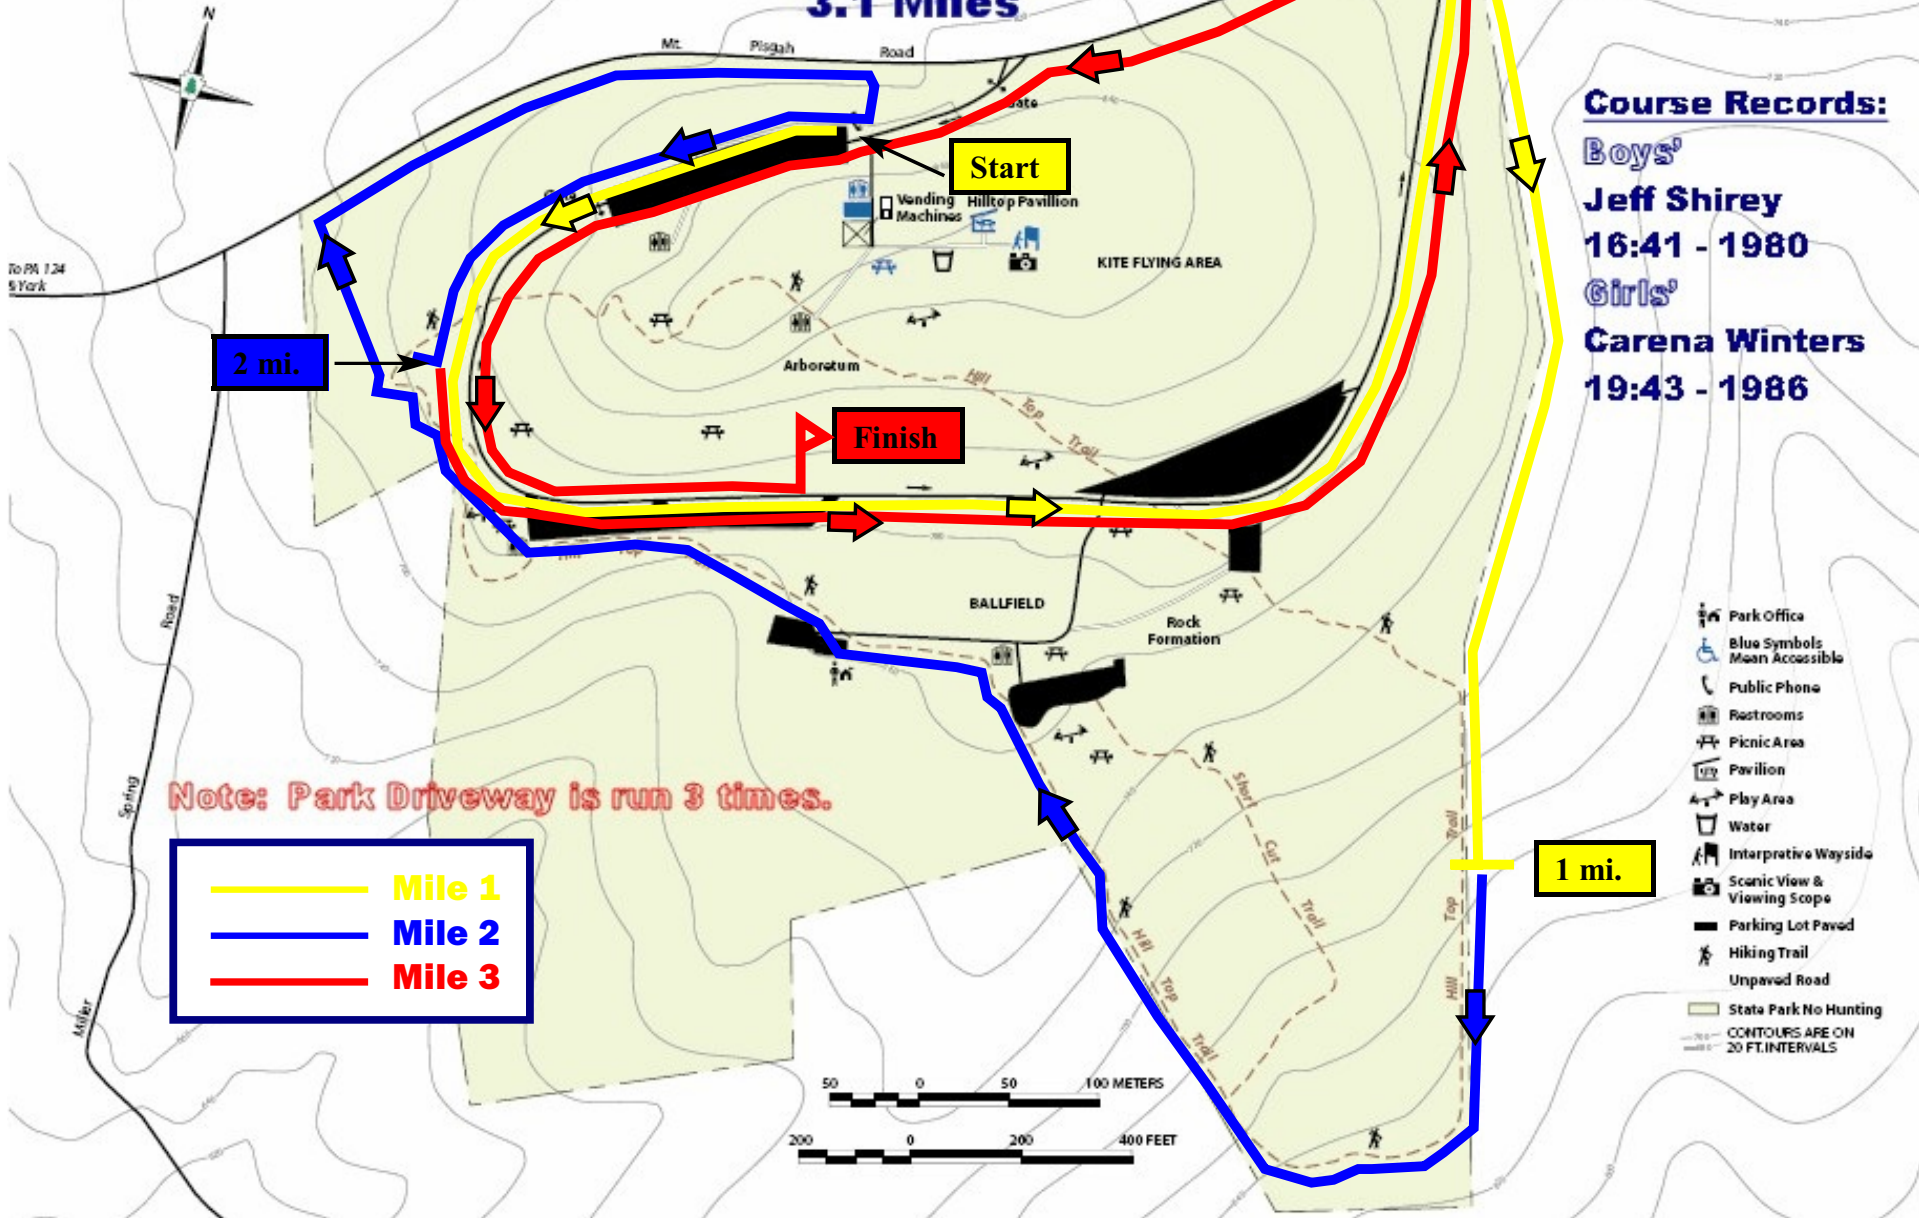 3.1 Miles
N
Mt. Pisgah Road
Gate
Start
Course Records:
Boys'
Jeff Shirey
16:41 - 1980
Girls'
Carena Winters
19:43 - 1986
Vending
Machines
Hilltop Pavillion
KITE FLYING AREA
To PA 124
& York
2 mi.
Arboretum
Hill Top Trail
Finish
Hill Top
BALLFIELD
Rock
Formation
Miller Spring Road
Note: Park Driveway is run 3 times.
Mile 1
Mile 2
Mile 3
Short Cut Trail
Hill Top Trail
Hill Top Trail
1 mi.
Park Office
Blue Symbols
Mean Accessible
Public Phone
Restrooms
Picnic Area
Pavilion
Play Area
Water
Interpretive Wayside
Scenic View &
Viewing Scope
Parking Lot Paved
Hiking Trail
Unpaved Road
State Park No Hunting
CONTOURS ARE ON
20 FT. INTERVALS
50 0 50 100 METERS
200 0 200 400 FEET